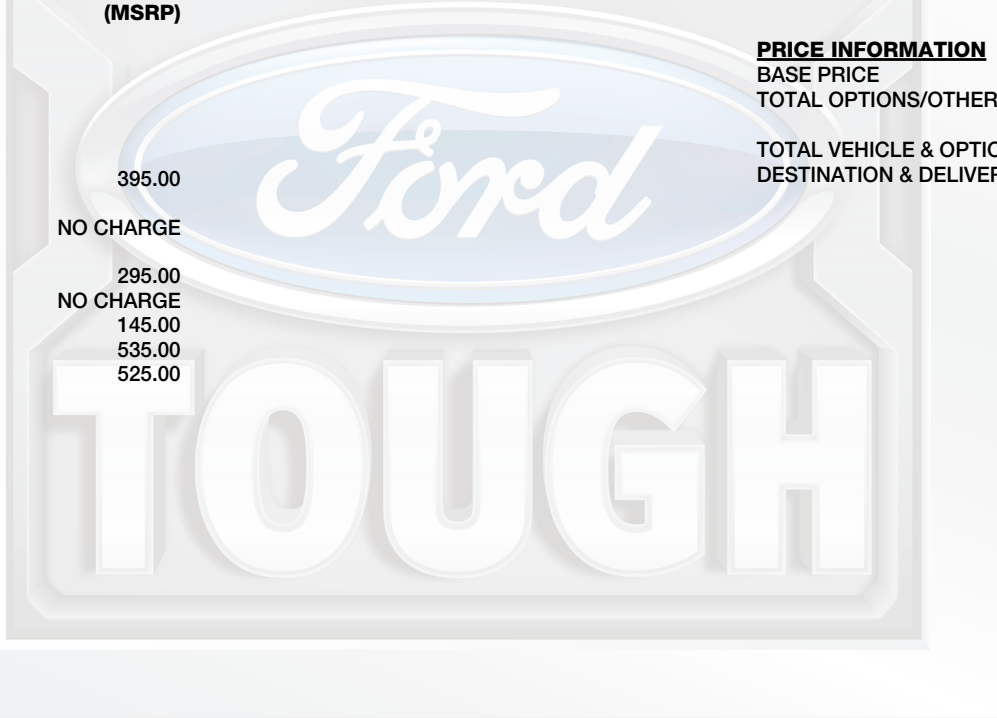 (MSRP)
395.00
NO CHARGE
295.00
NO CHARGE
145.00
535.00
525.00
PRICE INFORMATION
BASE PRICE
TOTAL OPTIONS/OTHER
TOTAL VEHICLE & OPTIO
DESTINATION & DELIVER
Ford
TOUGH